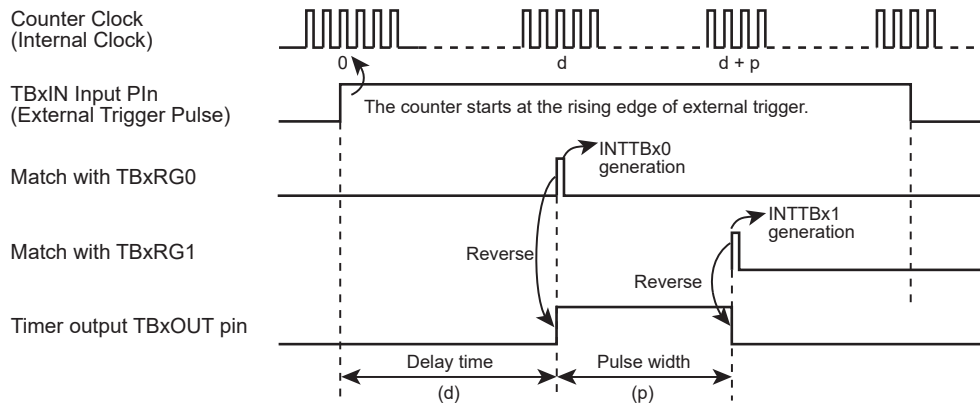 Counter Clock
(Internal Clock)
0
d
d + p
TBxIN Input PIn
(External Trigger Pulse)
The counter starts at the rising edge of external trigger.
INTTBx0
generation
Match with TBxRG0
INTTBx1
generation
Match with TBxRG1
Reverse
Reverse
Timer output TBxOUT pin
Delay time
(d)
Pulse width
(p)